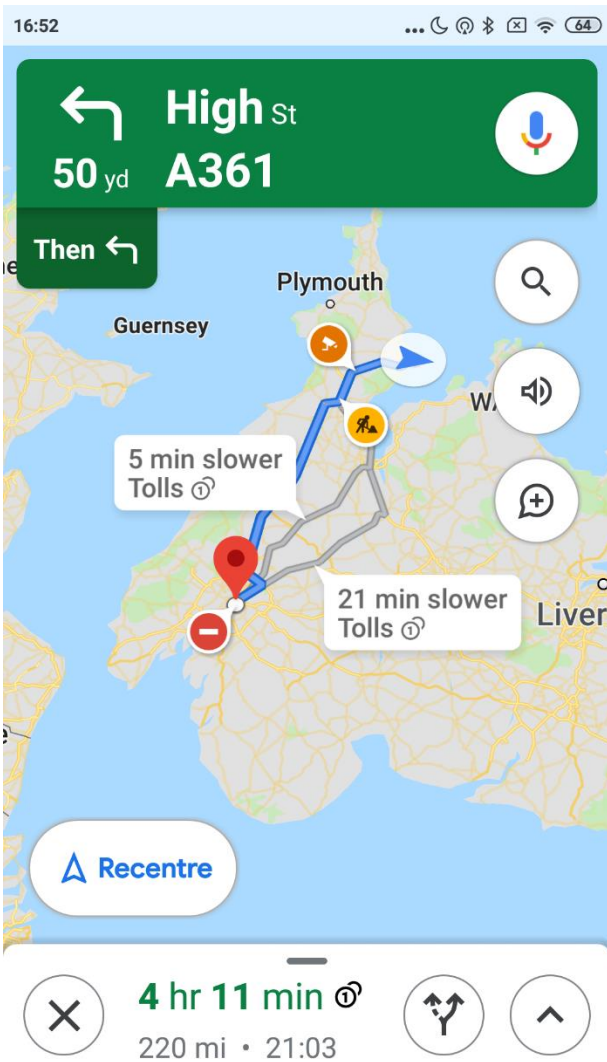 16:52
64
High St
50 yd A361
Then
Plymouth
Guernsey
W
5 min slower
Tolls
21 min slower
Tolls
Liver
Recentre
4 hr 11 min
220 mi • 21:03